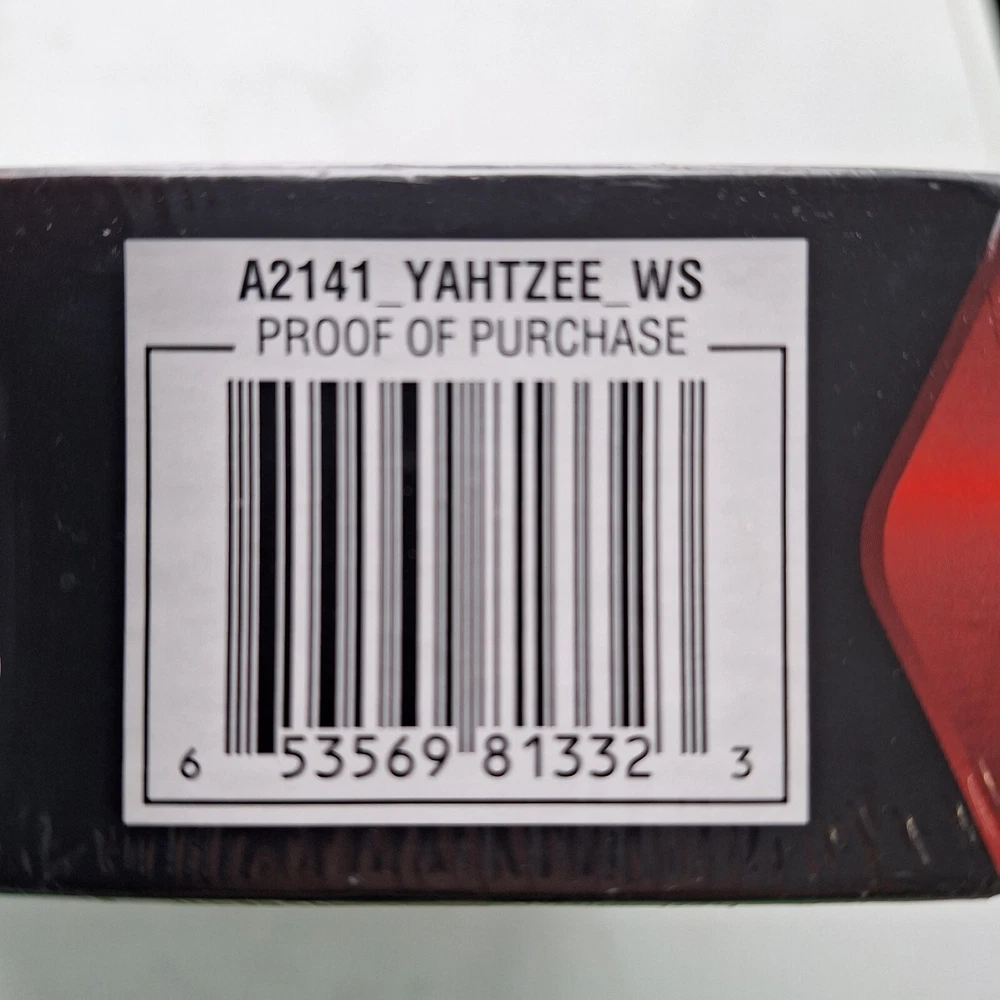 A2141_YAHTZEE_WS
PROOF OF PURCHASE
6 53569 81332 3